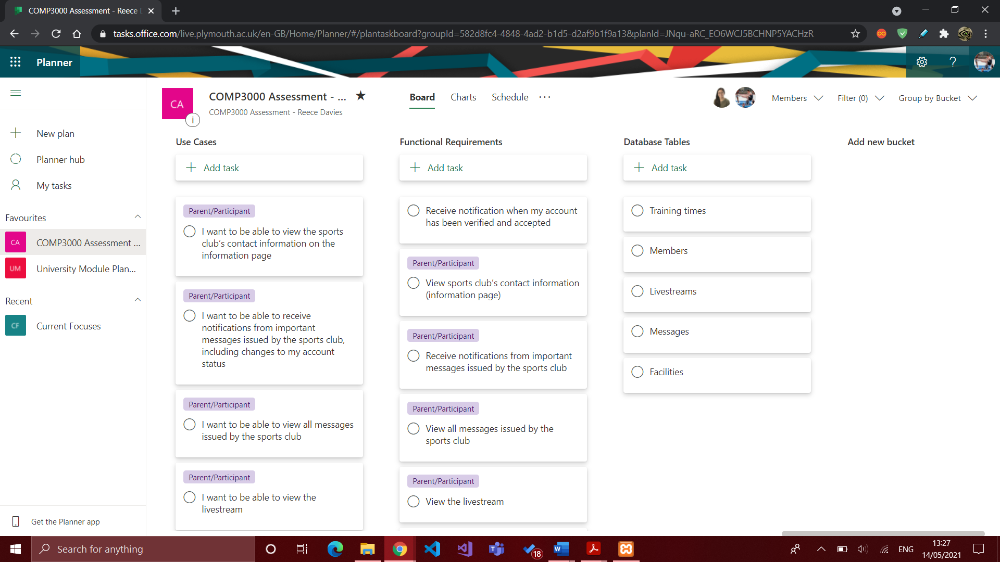 COMP3000 Assessment - Reece D
tasks.office.com/live.plymouth.ac.uk/en-GB/Home/Planner/#/plantaskboard?groupId=582d8fc4-4848-4ad2-b1d5-d2af9b1f9a13&planId=JNqu-aRC_EO6WCJ5BCHNP5YACHzR
Planner
?
New plan
Planner hub
My tasks
Favourites
CA COMP3000 Assessment ...
UM University Module Plan...
Recent
CF Current Focuses
Get the Planner app
CA
i
COMP3000 Assessment - ...
COMP3000 Assessment - Reece Davies
Board Charts Schedule ...
Members Filter (0) Group by Bucket
Use Cases
Add task
Parent/Participant
I want to be able to view the sports
club’s contact information on the
information page
Parent/Participant
I want to be able to receive
notifications from important
messages issued by the sports club,
including changes to my account
status
Parent/Participant
I want to be able to view all messages
issued by the sports club
Parent/Participant
I want to be able to view the
livestream
Functional Requirements
Add task
Receive notification when my account
has been verified and accepted
Parent/Participant
View sports club’s contact information
(information page)
Parent/Participant
Receive notifications from important
messages issued by the sports club
Parent/Participant
View all messages issued by the
sports club
Parent/Participant
View the livestream
Database Tables
Add task
Training times
Members
Livestreams
Messages
Facilities
Add new bucket
Search for anything
18
ENG
13:27
14/05/2021